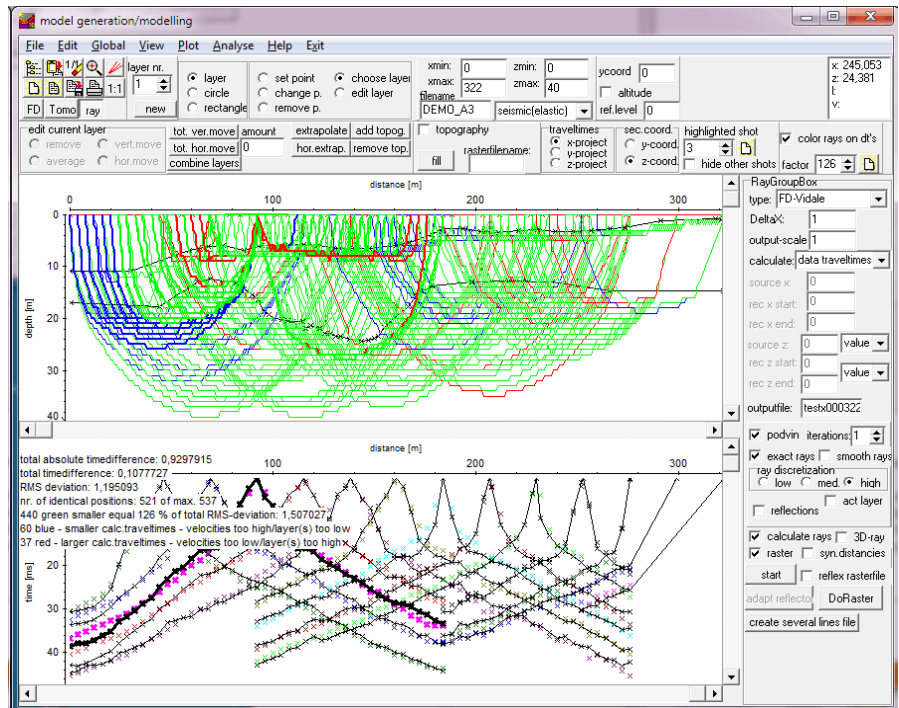 model generation/modelling
File Edit Global View Plot Analyse Help Exit
layer nr.
1
1:1
new
FD Tomo ray
layer
circle
rectangle
set point
change p.
remove p.
choose layer
edit layer
xmin: 0 zmin: 0
xmax: 322 zmax: 40
filename
DEMO_A3 seismic(elastic)
ycoord 0
altitude
ref.level 0
x: 245,053
z: 24,381
l:
v:
edit current layer
remove vert.move
average hor.move
tot. ver.move amount extrapolate add topog.
tot. hor.move 0 hor.extrap. remove top.
combine layers
topography
fill rasterfilename:
traveltimes
x-project
y-project
z-project
sec.coord.
y-coord.
z-coord.
highlighted shot
3
hide other shots
color rays on dt's
factor 126
distance [m]
0 100 200 300
0
10
20
30
40
depth [m]
RayGroupBox
type: FD-Vidale
DeltaX: 1
output-scale 1
calculate: data traveltimes
source x: 0
rec x start: 0
rec x end: 0
source z: 0 value
rec z start: 0
value
rec z end: 0
outputfile: testx000322
podvin iterations: 1
exact rays smooth rays
ray discretization
low med. high
act layer
reflections
calculate rays 3D-ray
raster syn.distancies
start reflex rasterfile
adapt reflecto DoRaster
create several lines file
distance [m]
100 200 300
total absolute timedifference: 0,9297915
total timedifference: 0,1077727
RMS deviation: 1,195093
nr. of identical positions: 521 of max. 537
440 green smaller equal 126 % of total RMS-deviation: 1,507027
60 blue - smaller calc.traveltimes - velocities too high/layer(s) too low
37 red - larger calc.traveltimes - velocities too low/layer(s) too high
20
30
40
time [ms]